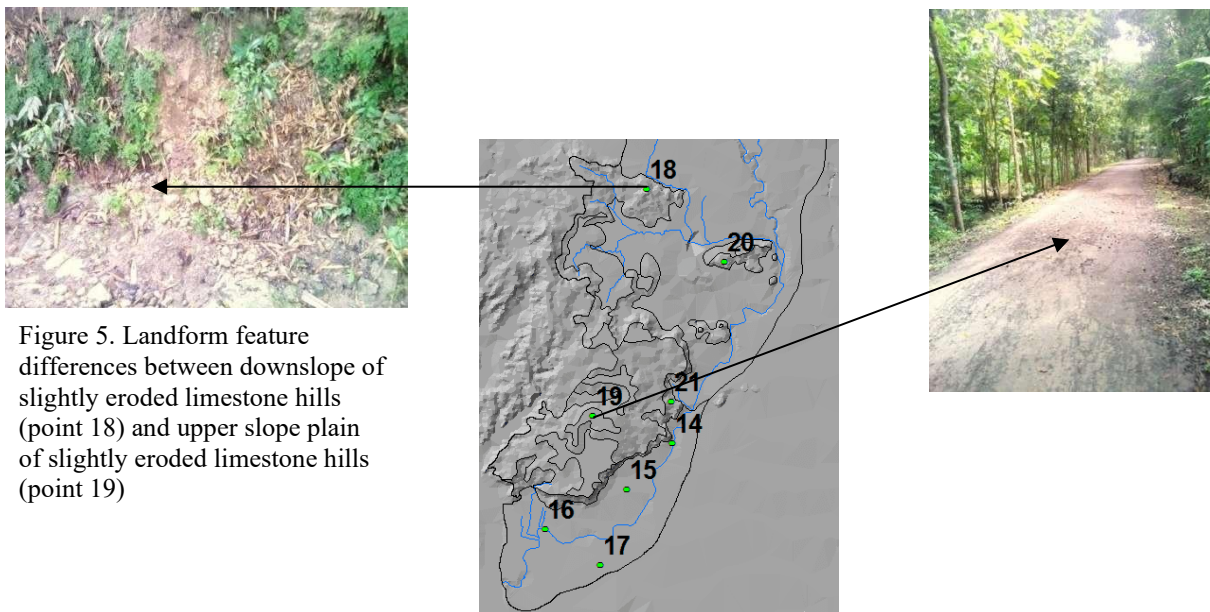 18
20
19
21
14
15
16
17
Figure 5. Landform feature
differences between downslope of
slightly eroded limestone hills
(point 18) and upper slope plain
of slightly eroded limestone hills
(point 19)